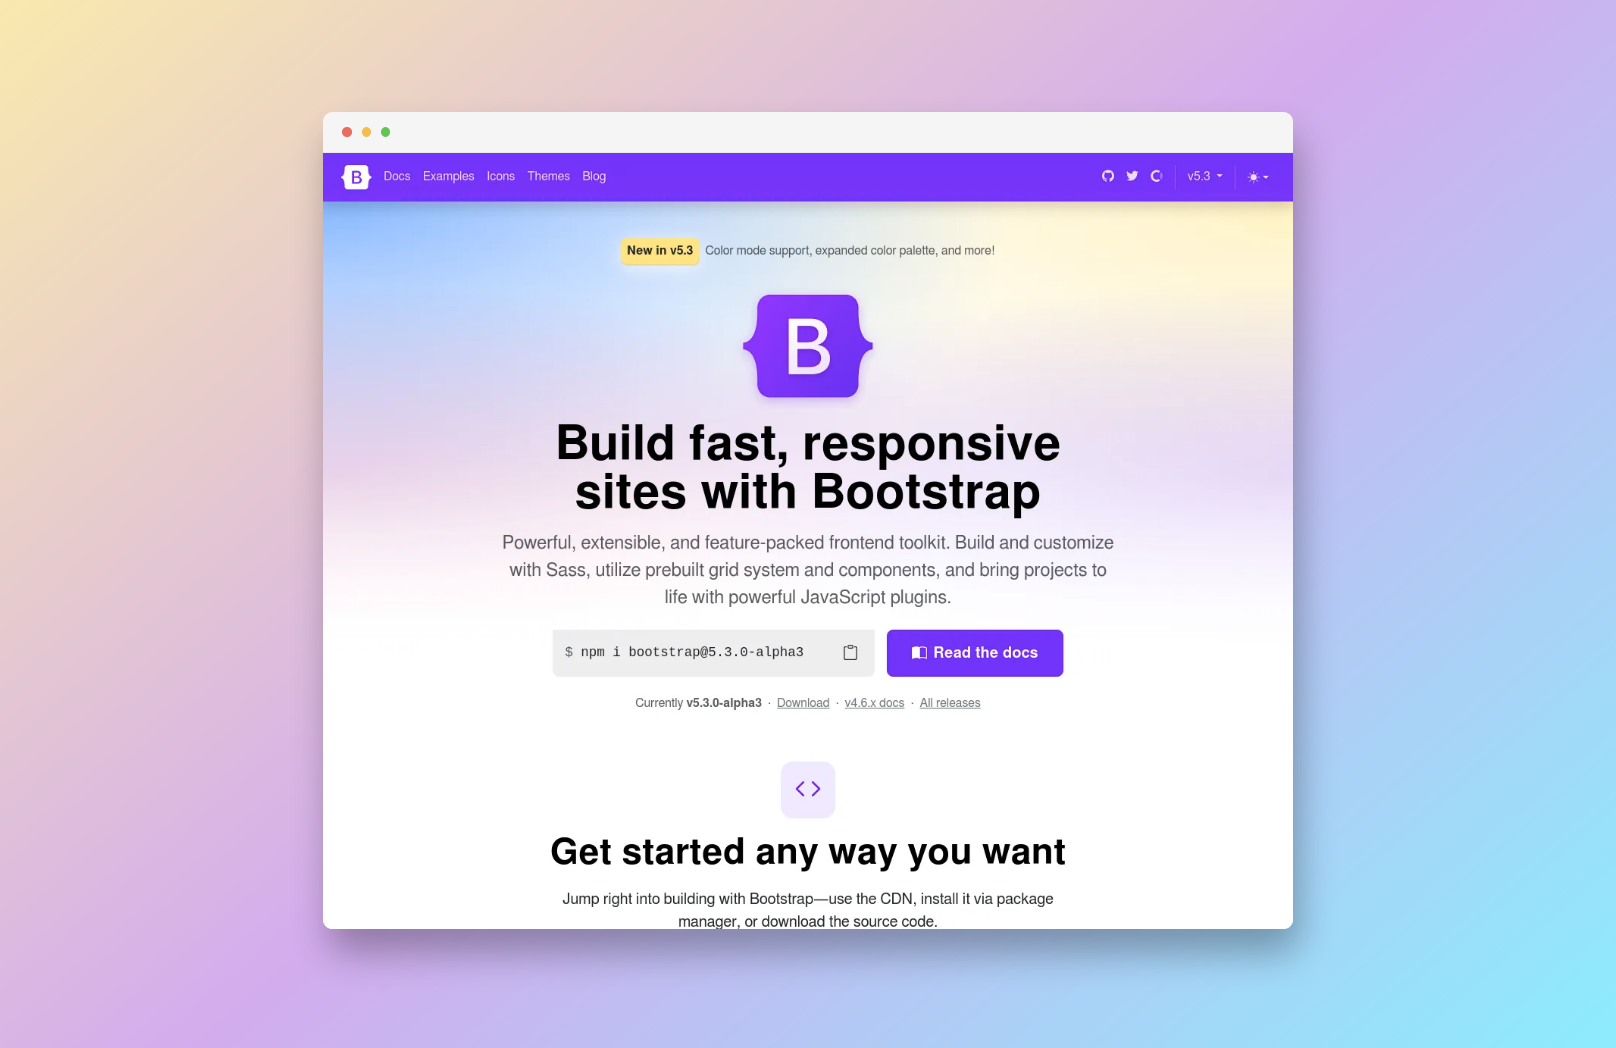 B Docs Examples Icons Themes Blog v5.3
New in v5.3 Color mode support, expanded color palette, and more!
B
Build fast, responsive
sites with Bootstrap
Powerful, extensible, and feature-packed frontend toolkit. Build and customize
with Sass, utilize prebuilt grid system and components, and bring projects to
life with powerful JavaScript plugins.
$ npm i bootstrap@5.3.0-alpha3 Read the docs
Currently v5.3.0-alpha3 · Download · v4.6.x docs · All releases
<>
Get started any way you want
Jump right into building with Bootstrap—use the CDN, install it via package
manager, or download the source code.